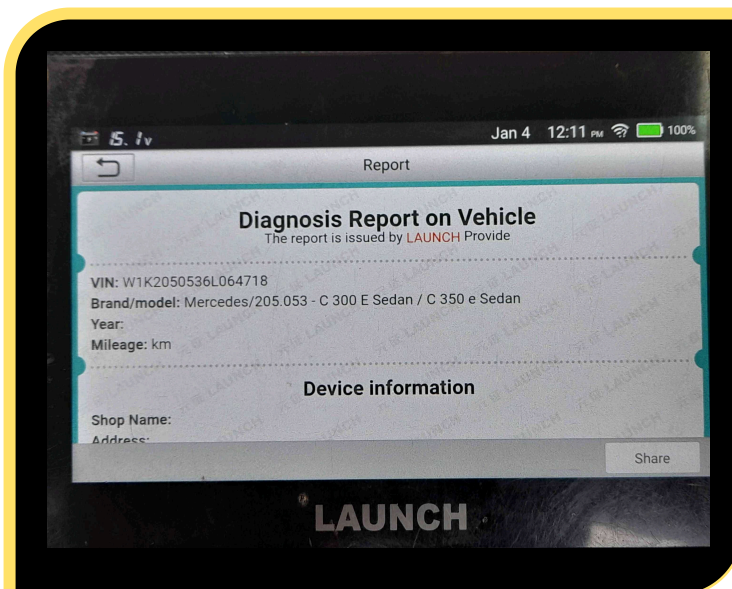 15.1v
Jan 4 12:11 PM 100%
Report
Diagnosis Report on Vehicle
The report is issued by LAUNCH Provide
VIN: W1K2050536L064718
Brand/model: Mercedes/205.053 - C 300 E Sedan / C 350 e Sedan
Year:
Mileage: km
Device information
Shop Name:
Address:
Share
LAUNCH